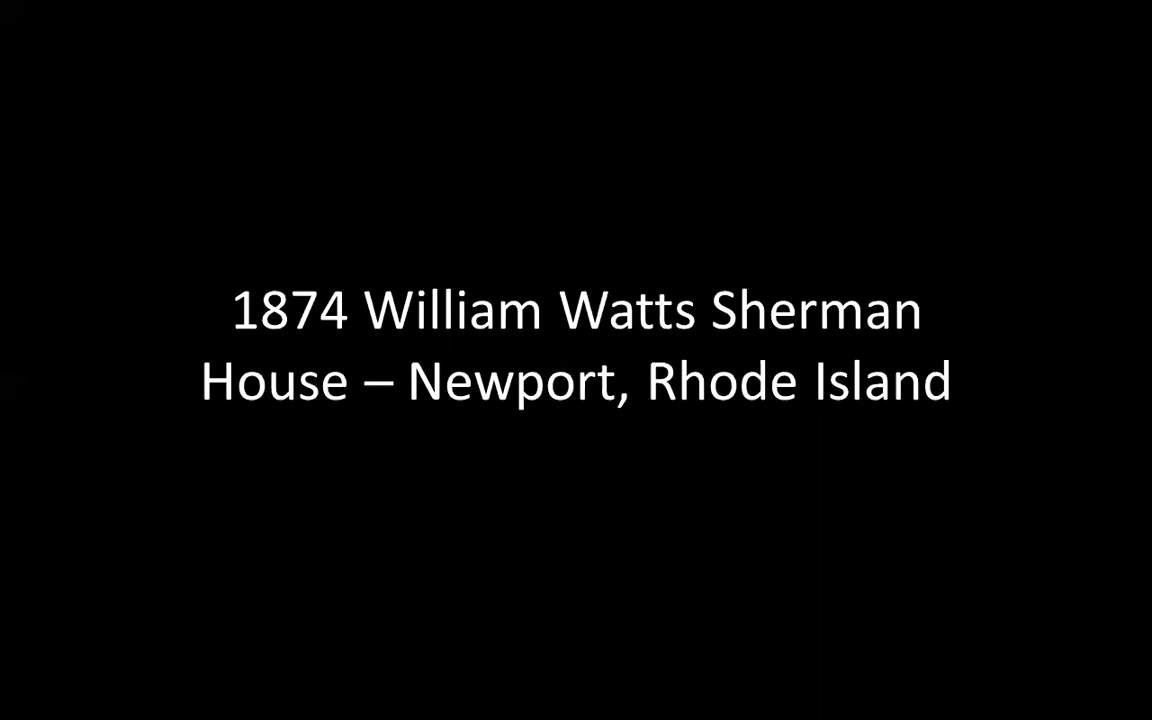 1874 William Watts Sherman
House – Newport, Rhode Island